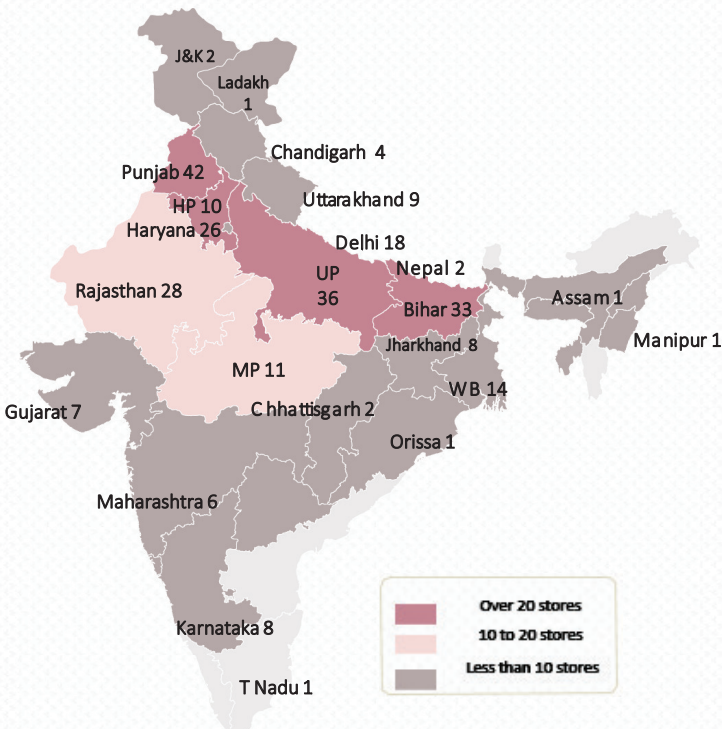 J&K 2
Ladakh
1
Chandigarh 4
Punjab 42
Uttarakhand 9
HP 10
Haryana 26
Delhi 18
Nepal 2
UP
36
Rajasthan 28
Assam 1
Bihar 33
Manipur 1
Jharkhand 8
MP 11
WB 14
Gujarat 7
Chhattisgarh 2
Orissa 1
Maharashtra 6
Over 20 stores
10 to 20 stores
Karnataka 8
Less than 10 stores
T Nadu 1